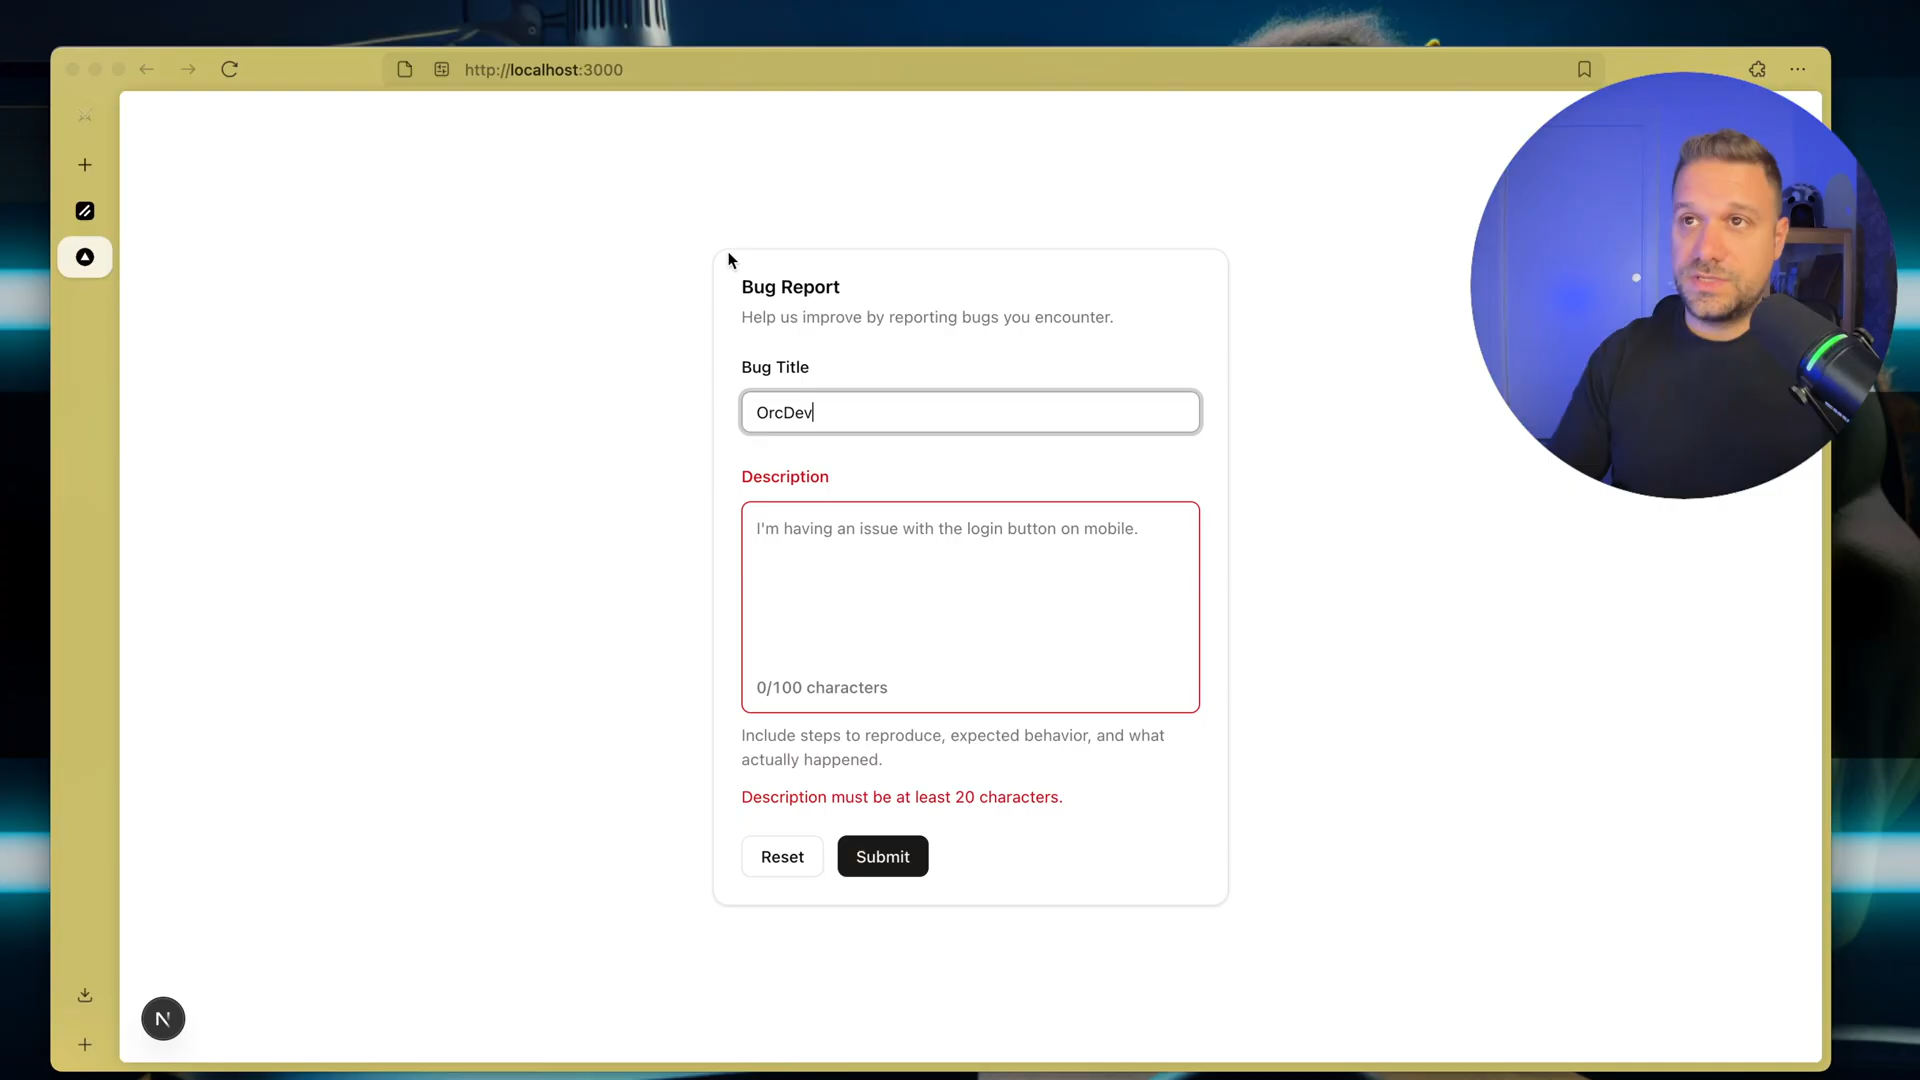 http://localhost:3000
Bug Report
Help us improve by reporting bugs you encounter.
Bug Title
OrcDev
Description
I'm having an issue with the login button on mobile.
0/100 characters
Include steps to reproduce, expected behavior, and what
actually happened.
Description must be at least 20 characters.
Reset
Submit
N